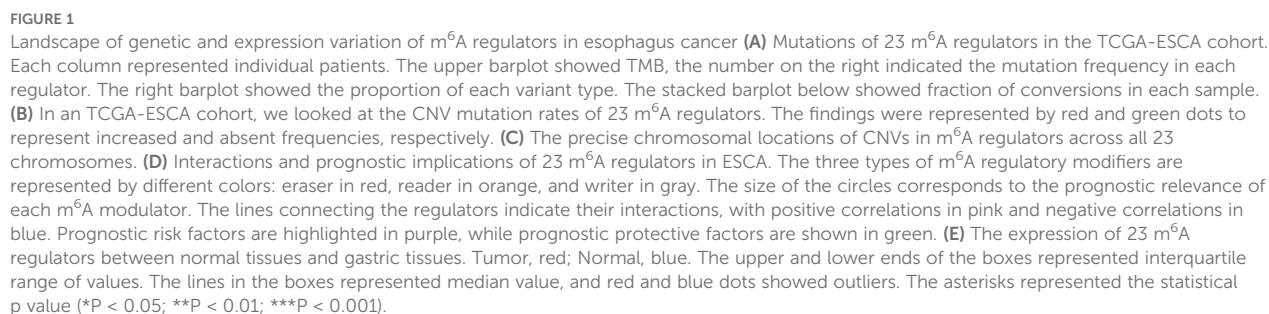 FIGURE 1
Landscape of genetic and expression variation of m⁶A regulators in esophagus cancer (A) Mutations of 23 m⁶A regulators in the TCGA-ESCA cohort.
Each column represented individual patients. The upper barplot showed TMB, the number on the right indicated the mutation frequency in each
regulator. The right barplot showed the proportion of each variant type. The stacked barplot below showed fraction of conversions in each sample.
(B) In an TCGA-ESCA cohort, we looked at the CNV mutation rates of 23 m⁶A regulators. The findings were represented by red and green dots to
represent increased and absent frequencies, respectively. (C) The precise chromosomal locations of CNVs in m⁶A regulators across all 23
chromosomes. (D) Interactions and prognostic implications of 23 m⁶A regulators in ESCA. The three types of m⁶A regulatory modifiers are
represented by different colors: eraser in red, reader in orange, and writer in gray. The size of the circles corresponds to the prognostic relevance of
each m⁶A modulator. The lines connecting the regulators indicate their interactions, with positive correlations in pink and negative correlations in
blue. Prognostic risk factors are highlighted in purple, while prognostic protective factors are shown in green. (E) The expression of 23 m⁶A
regulators between normal tissues and gastric tissues. Tumor, red; Normal, blue. The upper and lower ends of the boxes represented interquartile
range of values. The lines in the boxes represented median value, and red and blue dots showed outliers. The asterisks represented the statistical
p value (*P < 0.05; **P < 0.01; ***P < 0.001).